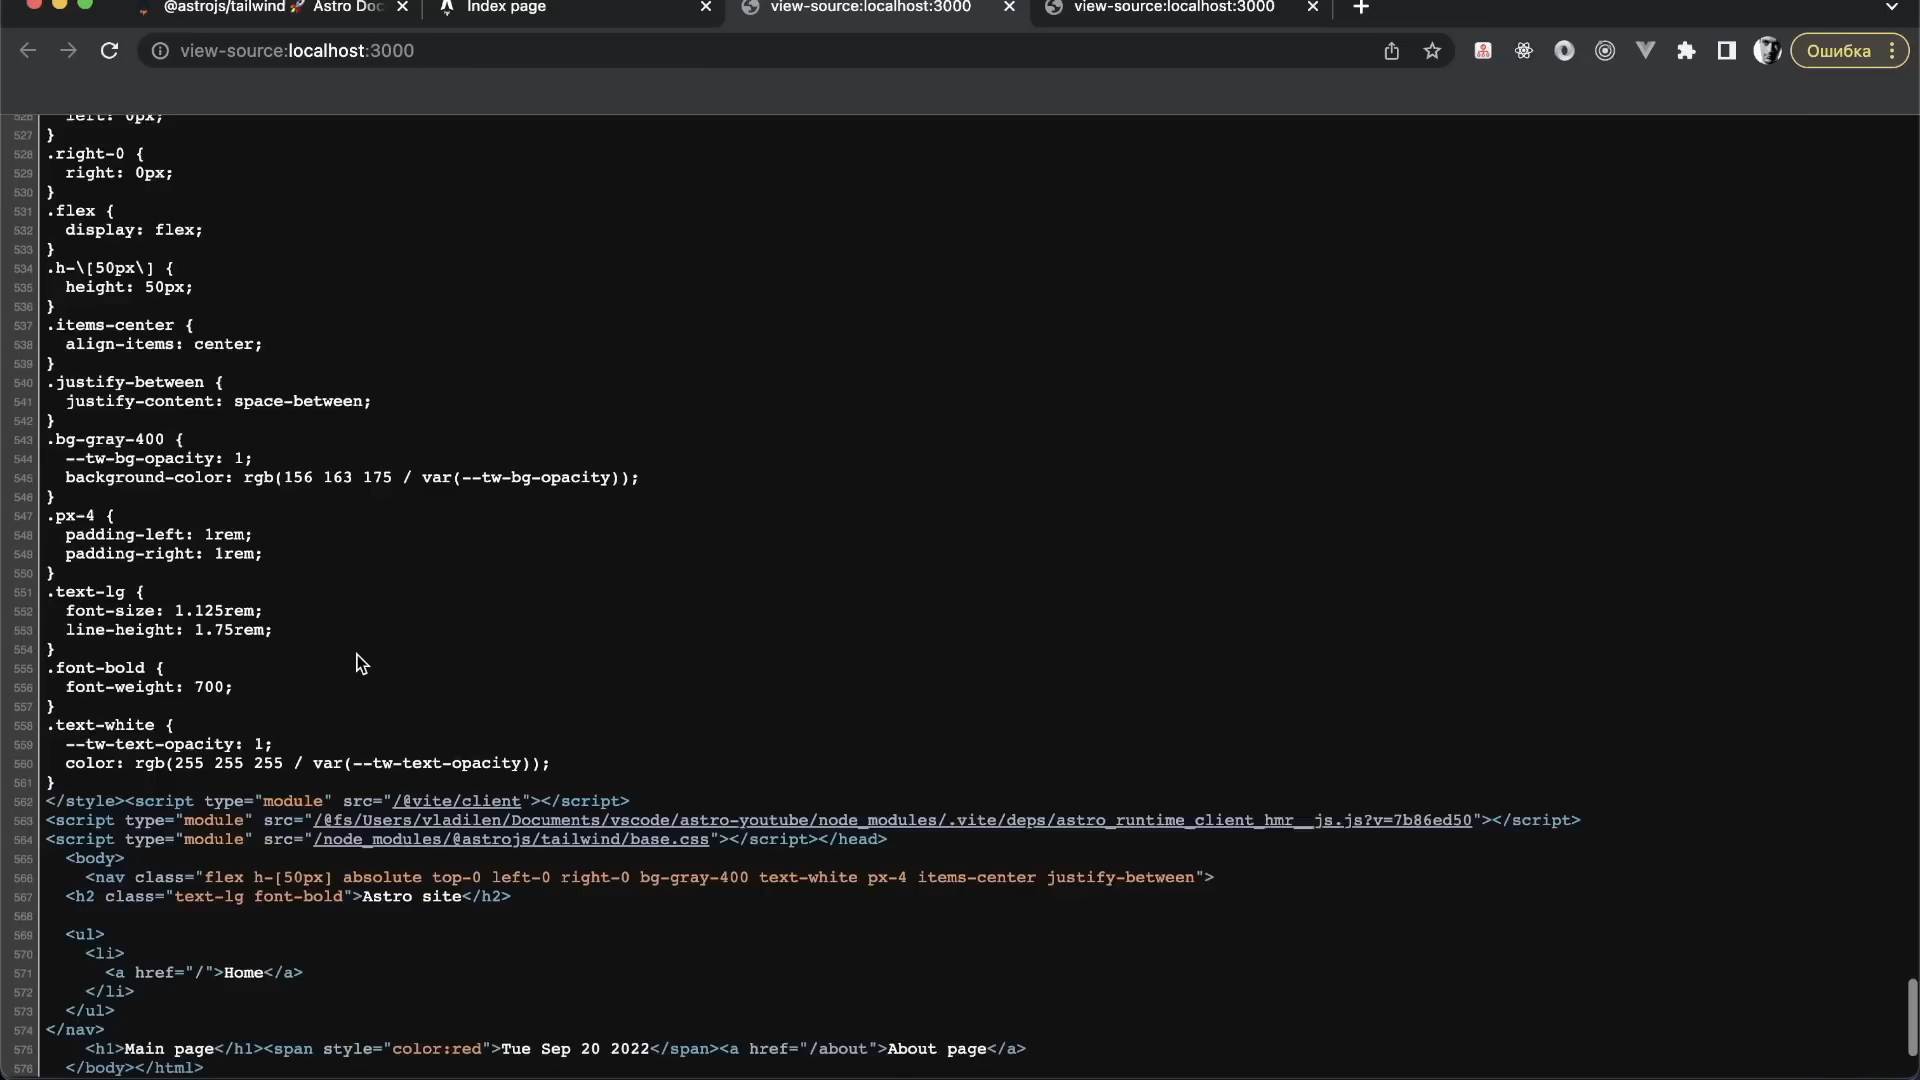 @astrojs/tailwind 🚀 Astro Doc
Index page
view-source:localhost:3000
view-source:localhost:3000
view-source:localhost:3000
Ошибка
526 left: 0px;
527 }
528 .right-0 {
529 right: 0px;
530 }
531 .flex {
532 display: flex;
533 }
534 .h-\[50px\] {
535 height: 50px;
536 }
537 .items-center {
538 align-items: center;
539 }
540 .justify-between {
541 justify-content: space-between;
542 }
543 .bg-gray-400 {
544 --tw-bg-opacity: 1;
545 background-color: rgb(156 163 175 / var(--tw-bg-opacity));
546 }
547 .px-4 {
548 padding-left: 1rem;
549 padding-right: 1rem;
550 }
551 .text-lg {
552 font-size: 1.125rem;
553 line-height: 1.75rem;
554 }
555 .font-bold {
556 font-weight: 700;
557 }
558 .text-white {
559 --tw-text-opacity: 1;
560 color: rgb(255 255 255 / var(--tw-text-opacity));
561 }
562 </style><script type="module" src="/@vite/client"></script>
563 <script type="module" src="/@fs/Users/vladilen/Documents/vscode/astro-youtube/node_modules/.vite/deps/astro_runtime_client_hmr__js.js?v=7b86ed50"></script>
564 <script type="module" src="/node_modules/@astrojs/tailwind/base.css"></script></head>
565 <body>
566 <nav class="flex h-[50px] absolute top-0 left-0 right-0 bg-gray-400 text-white px-4 items-center justify-between">
567 <h2 class="text-lg font-bold">Astro site</h2>
568
569 <ul>
570 <li>
571 <a href="/">Home</a>
572 </li>
573 </ul>
574 </nav>
575 <h1>Main page</h1><span style="color:red">Tue Sep 20 2022</span><a href="/about">About page</a>
576 </body></html>